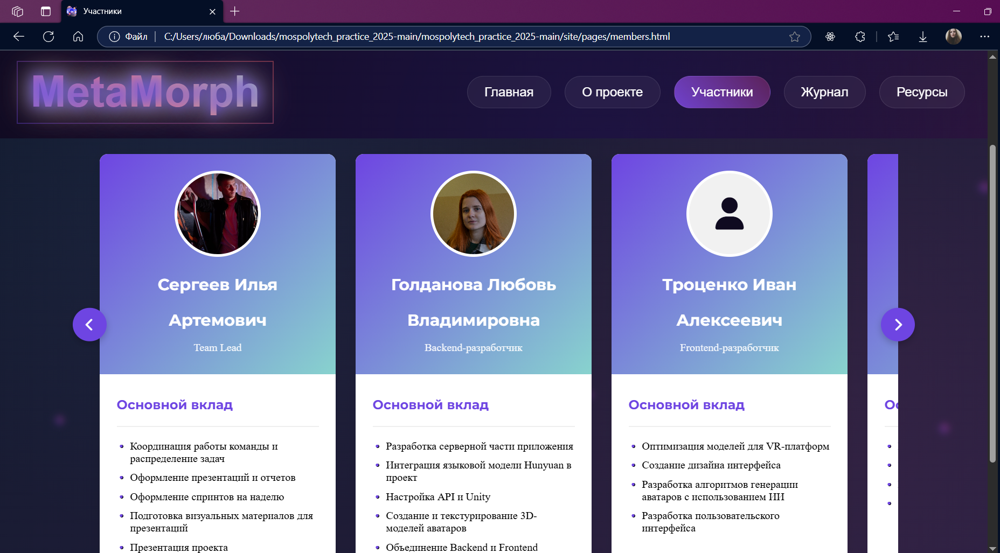 Участники
Файл
C:/Users/люба/Downloads/mospolytech_practice_2025-main/mospolytech_practice_2025-main/site/pages/members.html
MetaMorph
Главная
О проекте
Участники
Журнал
Ресурсы
Сергеев Илья
Артемович
Team Lead
Основной вклад
Координация работы команды и
распределение задач
Оформление презентаций и отчетов
Оформление спринтов на наделю
Подготовка визуальных материалов для
презентаций
Презентация проекта
Голданова Любовь
Владимировна
Backend-разработчик
Основной вклад
Разработка серверной части приложения
Интеграция языковой модели Hunyuan в
проект
Настройка API и Unity
Создание и текстурирование 3D-
моделей аватаров
Объединение Backend и Frontend
Троценко Иван
Алексеевич
Frontend-разработчик
Основной вклад
Оптимизация моделей для VR-платформ
Создание дизайна интерфейса
Разработка алгоритмов генерации
аватаров с использованием ИИ
Разработка пользовательского
интерфейса